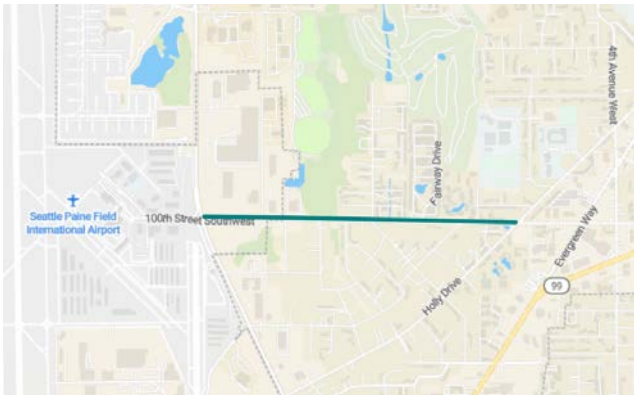 4th Avenue West
Fairway Drive
Seattle Paine Field
International Airport
100th Street Southwest
Evergreen Way
Holly Drive
99